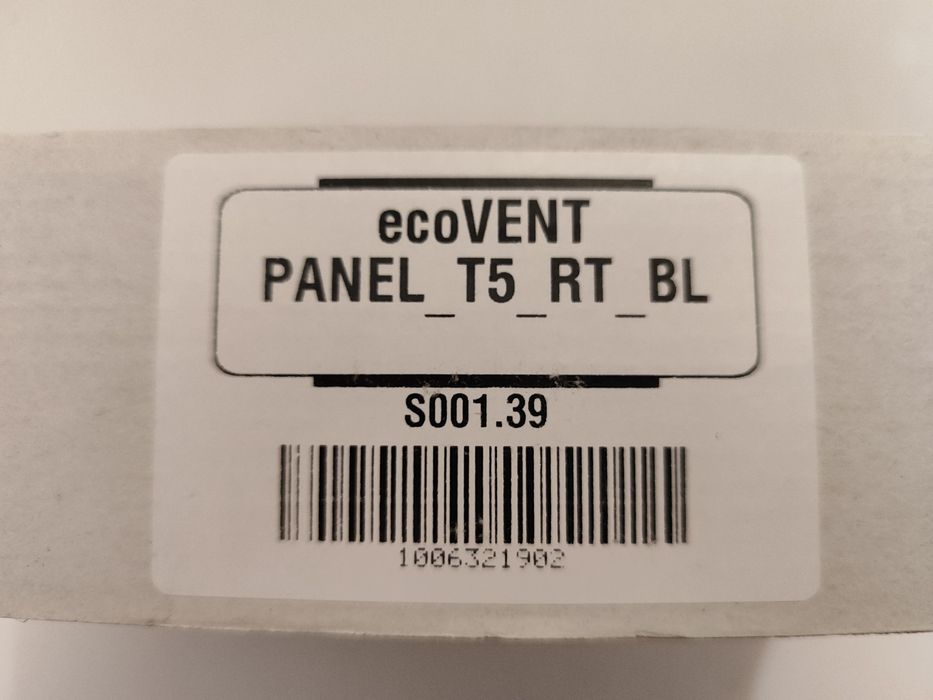 ecoVENT
PANEL_T5_RT_BL
S001.39
1006321902